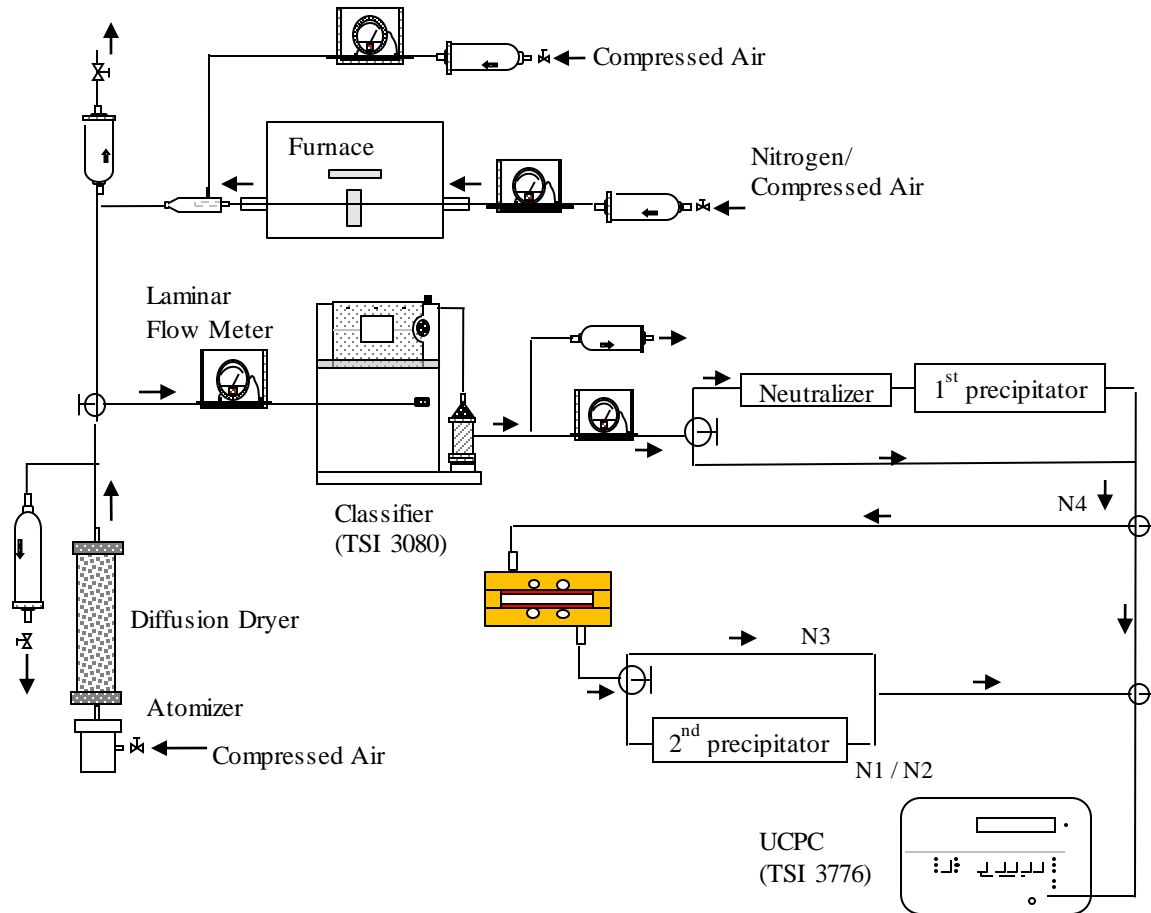 Compressed Air
Furnace
Nitrogen/
Compressed Air
Laminar
Flow Meter
Neutralizer
1st precipitator
Classifier
(TSI 3080)
N4
Diffusion Dryer
N3
Atomizer
Compressed Air
2nd precipitator
N1 / N2
UCPC
(TSI 3776)